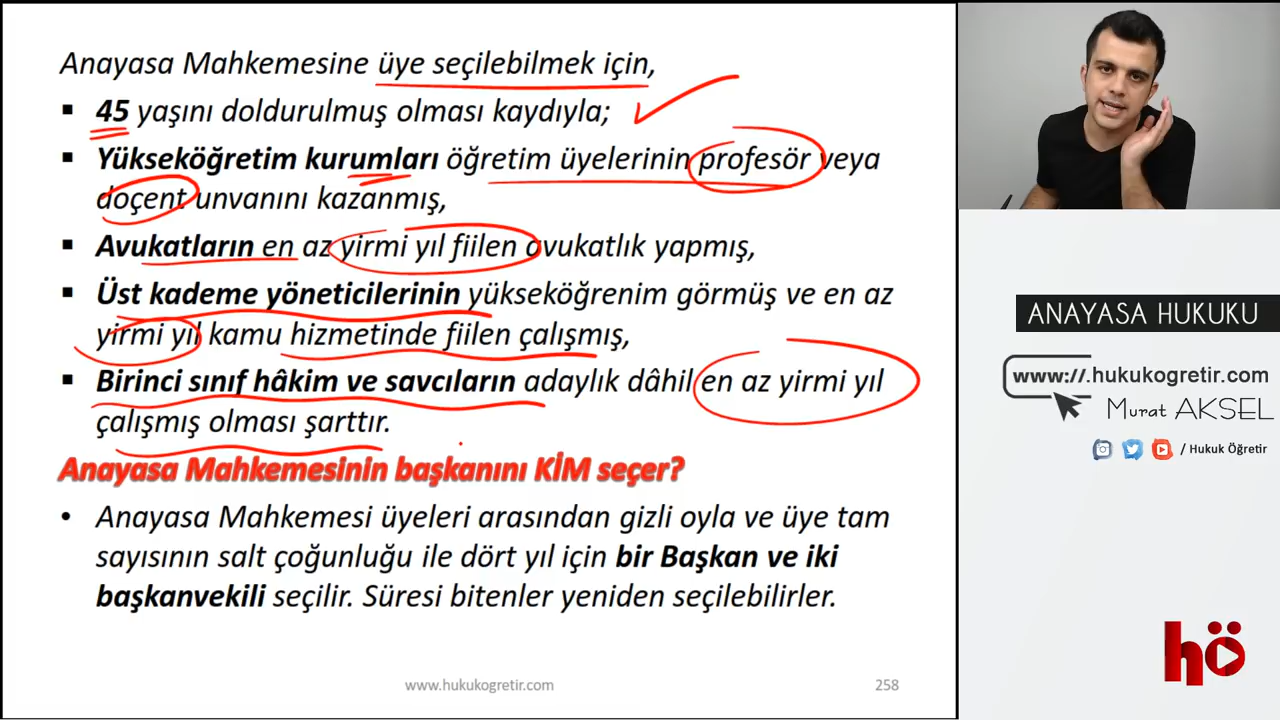 Anayasa Mahkemesine üye seçilebilmek için,
▪ 45 yaşını doldurulmuş olması kaydıyla;
▪ Yükseköğretim kurumları öğretim üyelerinin profesör veya
doçent unvanını kazanmış,
▪ Avukatların en az yirmi yıl fiilen avukatlık yapmış,
▪ Üst kademe yöneticilerinin yükseköğrenim görmüş ve en az
yirmi yıl kamu hizmetinde fiilen çalışmış,
▪ Birinci sınıf hâkim ve savcıların adaylık dâhil en az yirmi yıl
çalışmış olması şarttır.
Anayasa Mahkemesinin başkanını KİM seçer?
• Anayasa Mahkemesi üyeleri arasından gizli oyla ve üye tam
sayısının salt çoğunluğu ile dört yıl için bir Başkan ve iki
başkanvekili seçilir. Süresi bitenler yeniden seçilebilirler.
www.hukukogretir.com
258
ANAYASA HUKUKU
www://.hukukogretir.com
Murat AKSEL
/ Hukuk Öğretir
hö